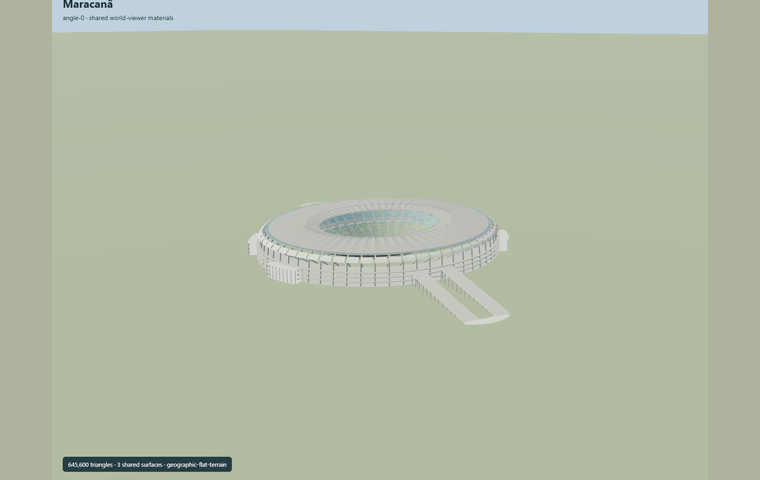 Maracanã
angle-0 · shared world-viewer materials
645,600 triangles · 3 shared surfaces · geographic-flat-terrain